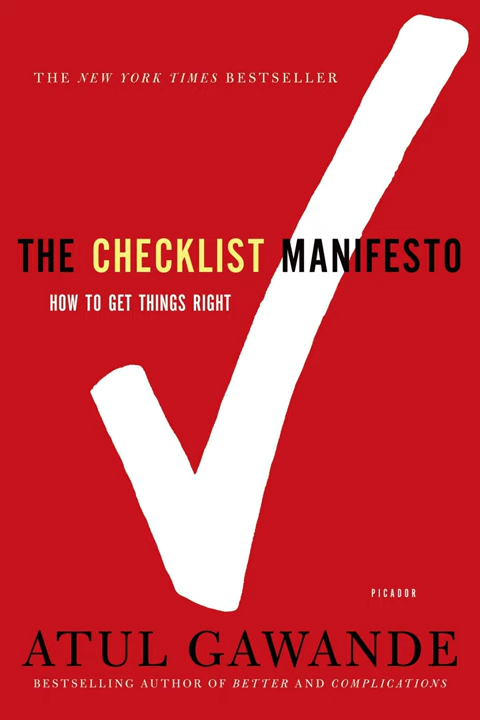 THE NEW YORK TIMES BESTSELLER
THE CHECKLIST MANIFESTO
HOW TO GET THINGS RIGHT
PICADOR
ATUL GAWANDE
BESTSELLING AUTHOR OF BETTER AND COMPLICATIONS